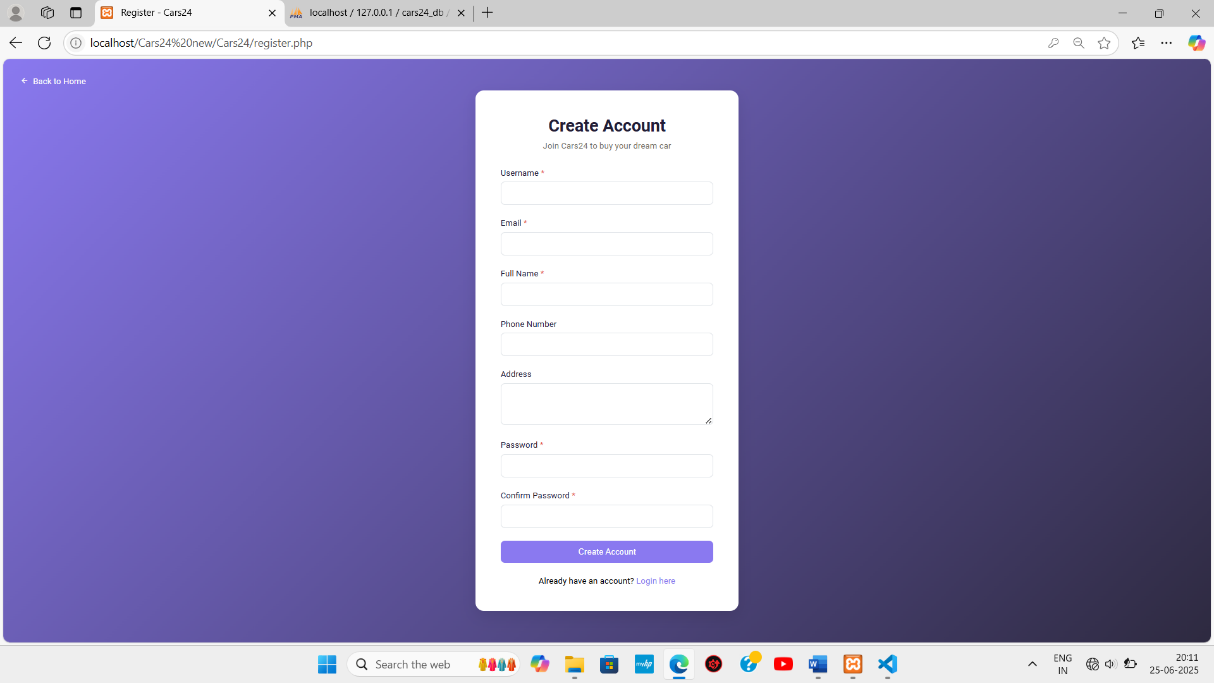 Register - Cars24
localhost / 127.0.0.1 / cars24_db /
localhost/Cars24%20new/Cars24/register.php
Back to Home
Create Account
Join Cars24 to buy your dream car
Username *
Email *
Full Name *
Phone Number
Address
Password *
Confirm Password *
Create Account
Already have an account? Login here
Search the web
ENG
IN
20:11
25-06-2025